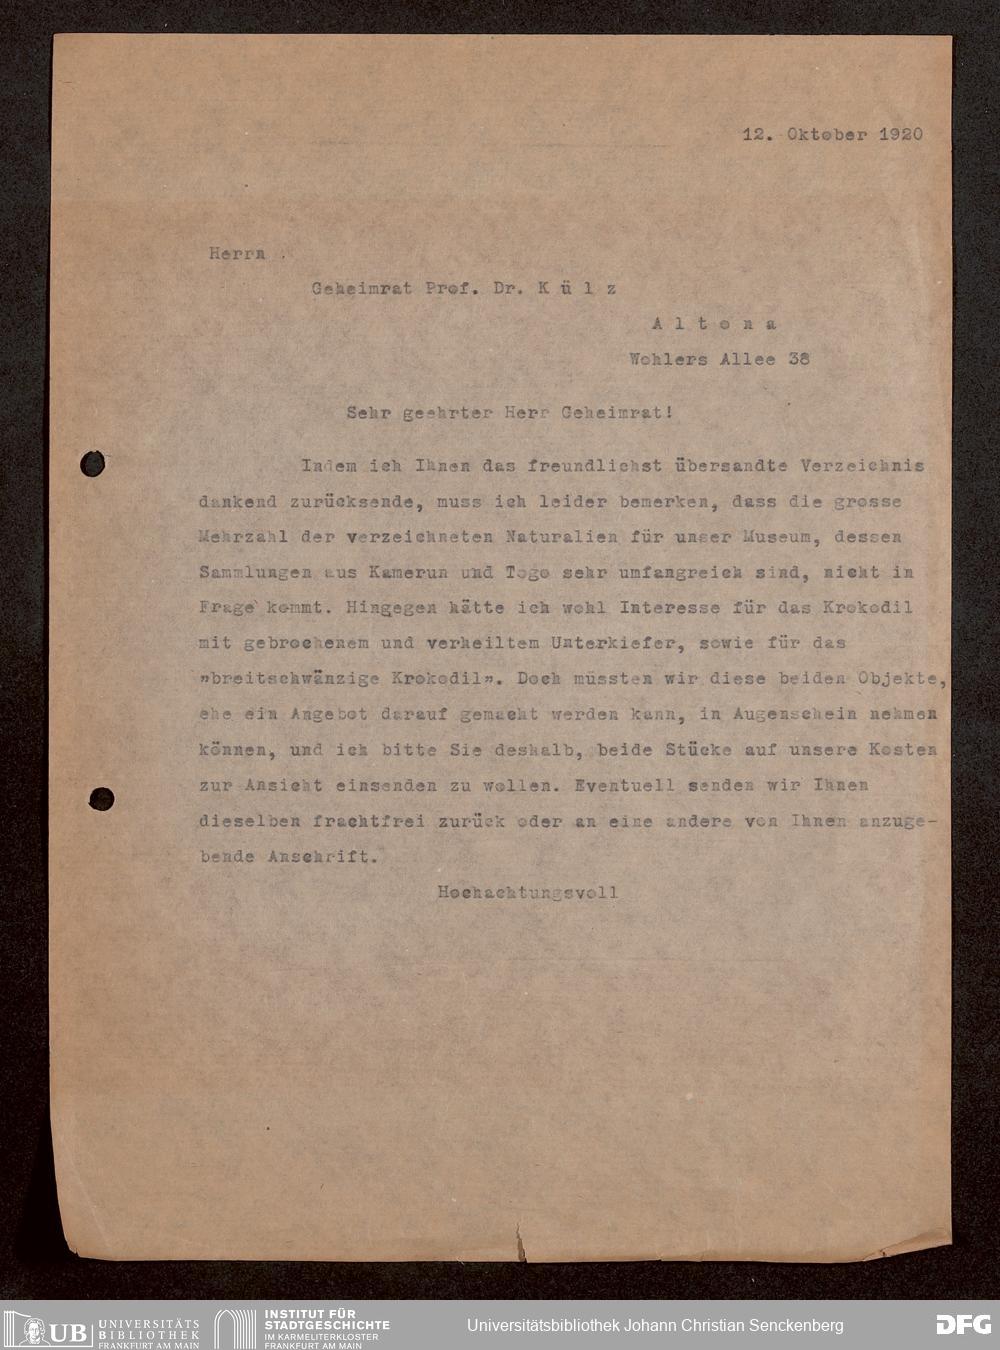 12. Oktober 1920
Herrn
Geheimrat Prof. Dr. K ü l z
A l t o n a
Wohlers Allee 38
Sehr geehrter Herr Geheimrat!
Indem ich Ihnen das freundlichst übersandte Verzeichnis
dankend zurücksende, muss ich leider bemerken, dass die grosse
Mehrzahl der verzeichneten Naturalien für unser Museum, dessen
Sammlungen aus Kamerun und Togo sehr umfangreich sind, nicht in
Frage kommt. Hingegen hätte ich wohl Interesse für das Krokodil
mit gebrochenem und verheiltem Unterkiefer, sowie für das
"breitschwänzige Krokodil". Doch müssten wir diese beiden Objekte,
ehe ein Angebot darauf gemacht werden kann, in Augenschein nehmen
können, und ich bitte Sie deshalb, beide Stücke auf unsere Kosten
zur Ansicht einsenden zu wollen. Eventuell senden wir Ihnen
dieselben frachtfrei zurück oder an eine andere von Ihnen anzuge-
bende Anschrift.
Hochachtungsvoll
UB UNIVERSITÄTS
BIBLIOTHEK
FRANKFURT AM MAIN
INSTITUT FÜR
STADTGESCHICHTE
IM KARMELITERKLOSTER
FRANKFURT AM MAIN
Universitätsbibliothek Johann Christian Senckenberg
DFG